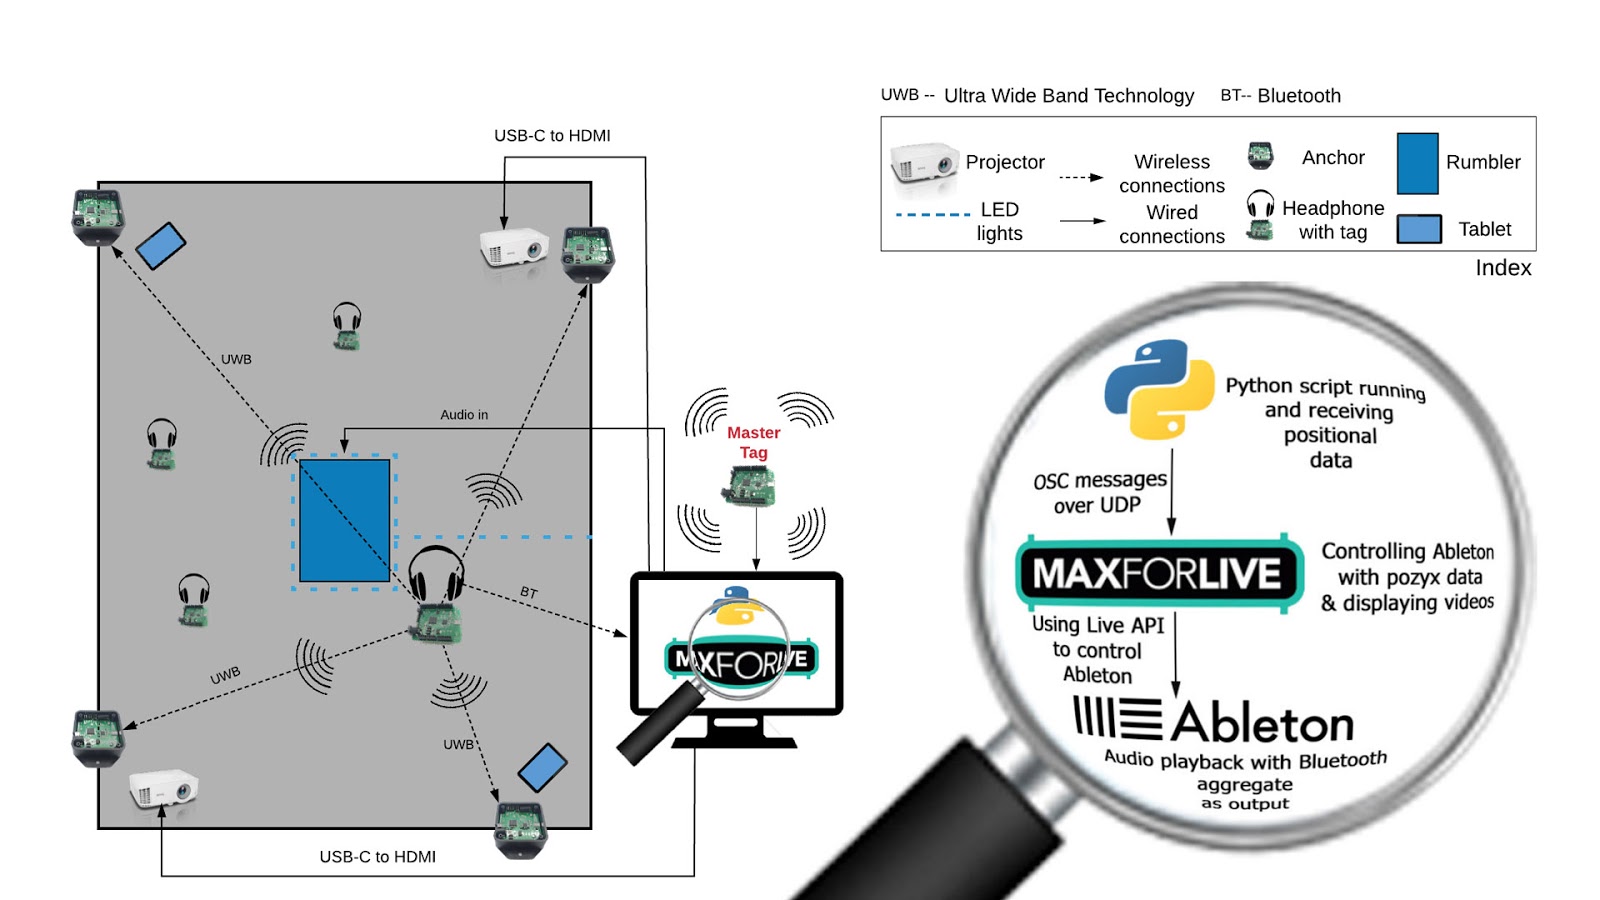 UWB -- Ultra Wide Band Technology BT-- Bluetooth
Projector
Wireless
connections
Anchor
Rumbler
LED
lights
Wired
connections
Headphone
with tag
Tablet
Index
USB-C to HDMI
UWB
Audio in
Master
Tag
BT
UWB
UWB
USB-C to HDMI
MAXFORLIVE
Python script running
and receiving
positional
data
OSC messages
over UDP
MAXFORLIVE
Controlling Ableton
with pozyx data
& displaying videos
Using Live API
to control
Ableton
Ableton
Audio playback with Bluetooth
aggregate
as output